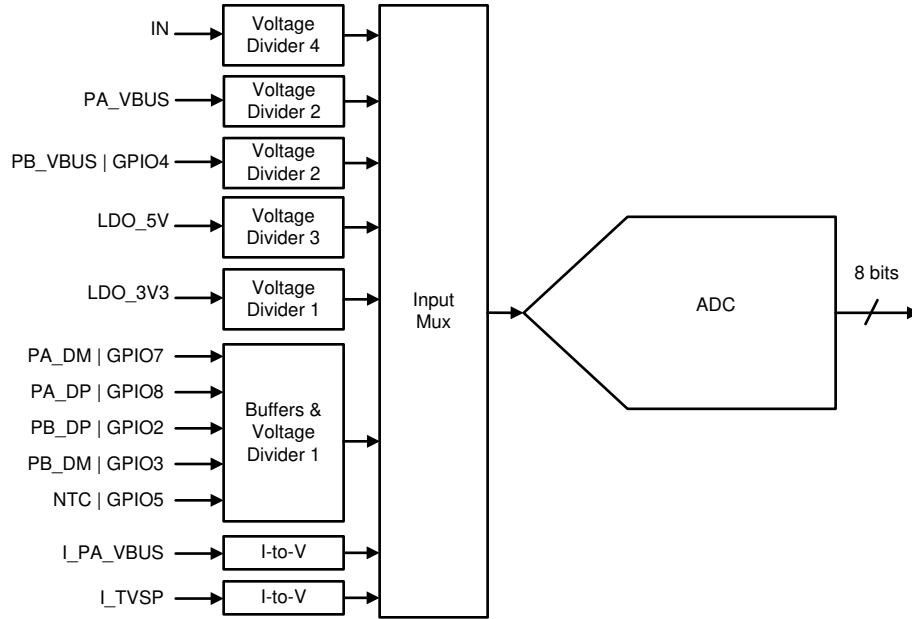 IN
Voltage
Divider 4
PA_VBUS
Voltage
Divider 2
PB_VBUS | GPIO4
Voltage
Divider 2
LDO_5V
Voltage
Divider 3
LDO_3V3
Voltage
Divider 1
PA_DM | GPIO7
PA_DP | GPIO8
PB_DP | GPIO2
PB_DM | GPIO3
NTC | GPIO5
Buffers &
Voltage
Divider 1
I_PA_VBUS
I-to-V
I_TVSP
I-to-V
Input
Mux
ADC
8 bits